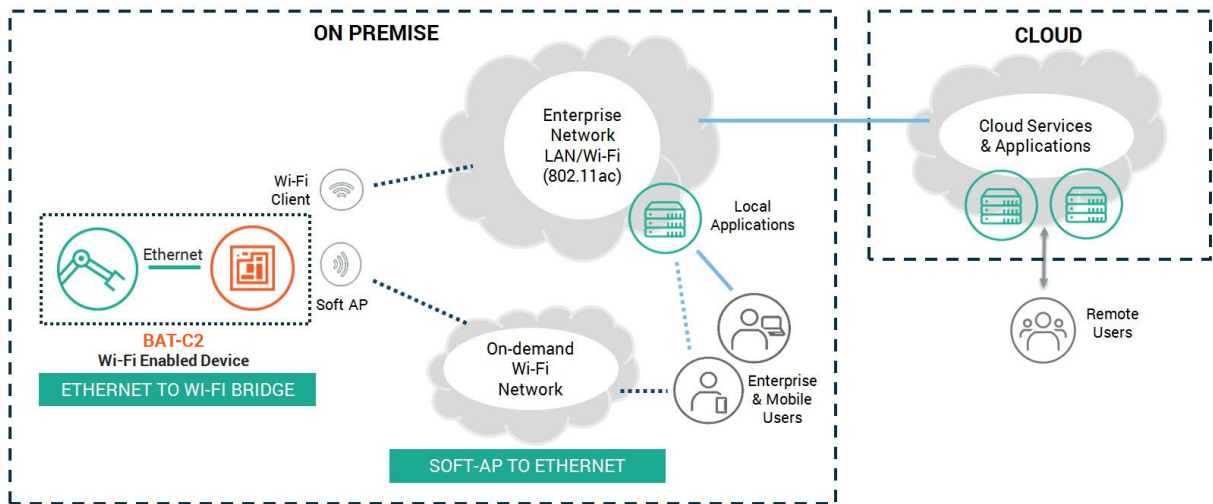 ON PREMISE
CLOUD
Enterprise
Network
LAN/Wi-Fi
(802.11ac)
Cloud Services
& Applications
Wi-Fi
Client
Local
Applications
Ethernet
Soft AP
BAT-C2
Wi-Fi Enabled Device
ETHERNET TO WI-FI BRIDGE
On-demand
Wi-Fi
Network
Enterprise
& Mobile
Users
Remote
Users
SOFT-AP TO ETHERNET